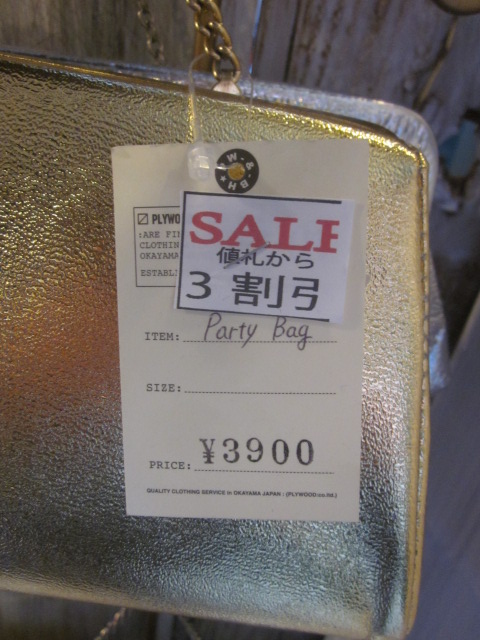 PLYWO
:ARE FI
CLOTHIN
OKAYAMA
ESTABL
SALE
値札から
3割引
ITEM: Party Bag
SIZE:
PRICE: ¥3900
QUALITY CLOTHING SERVICE in OKAYAMA JAPAN - (PLYWOOD co.ltd.)